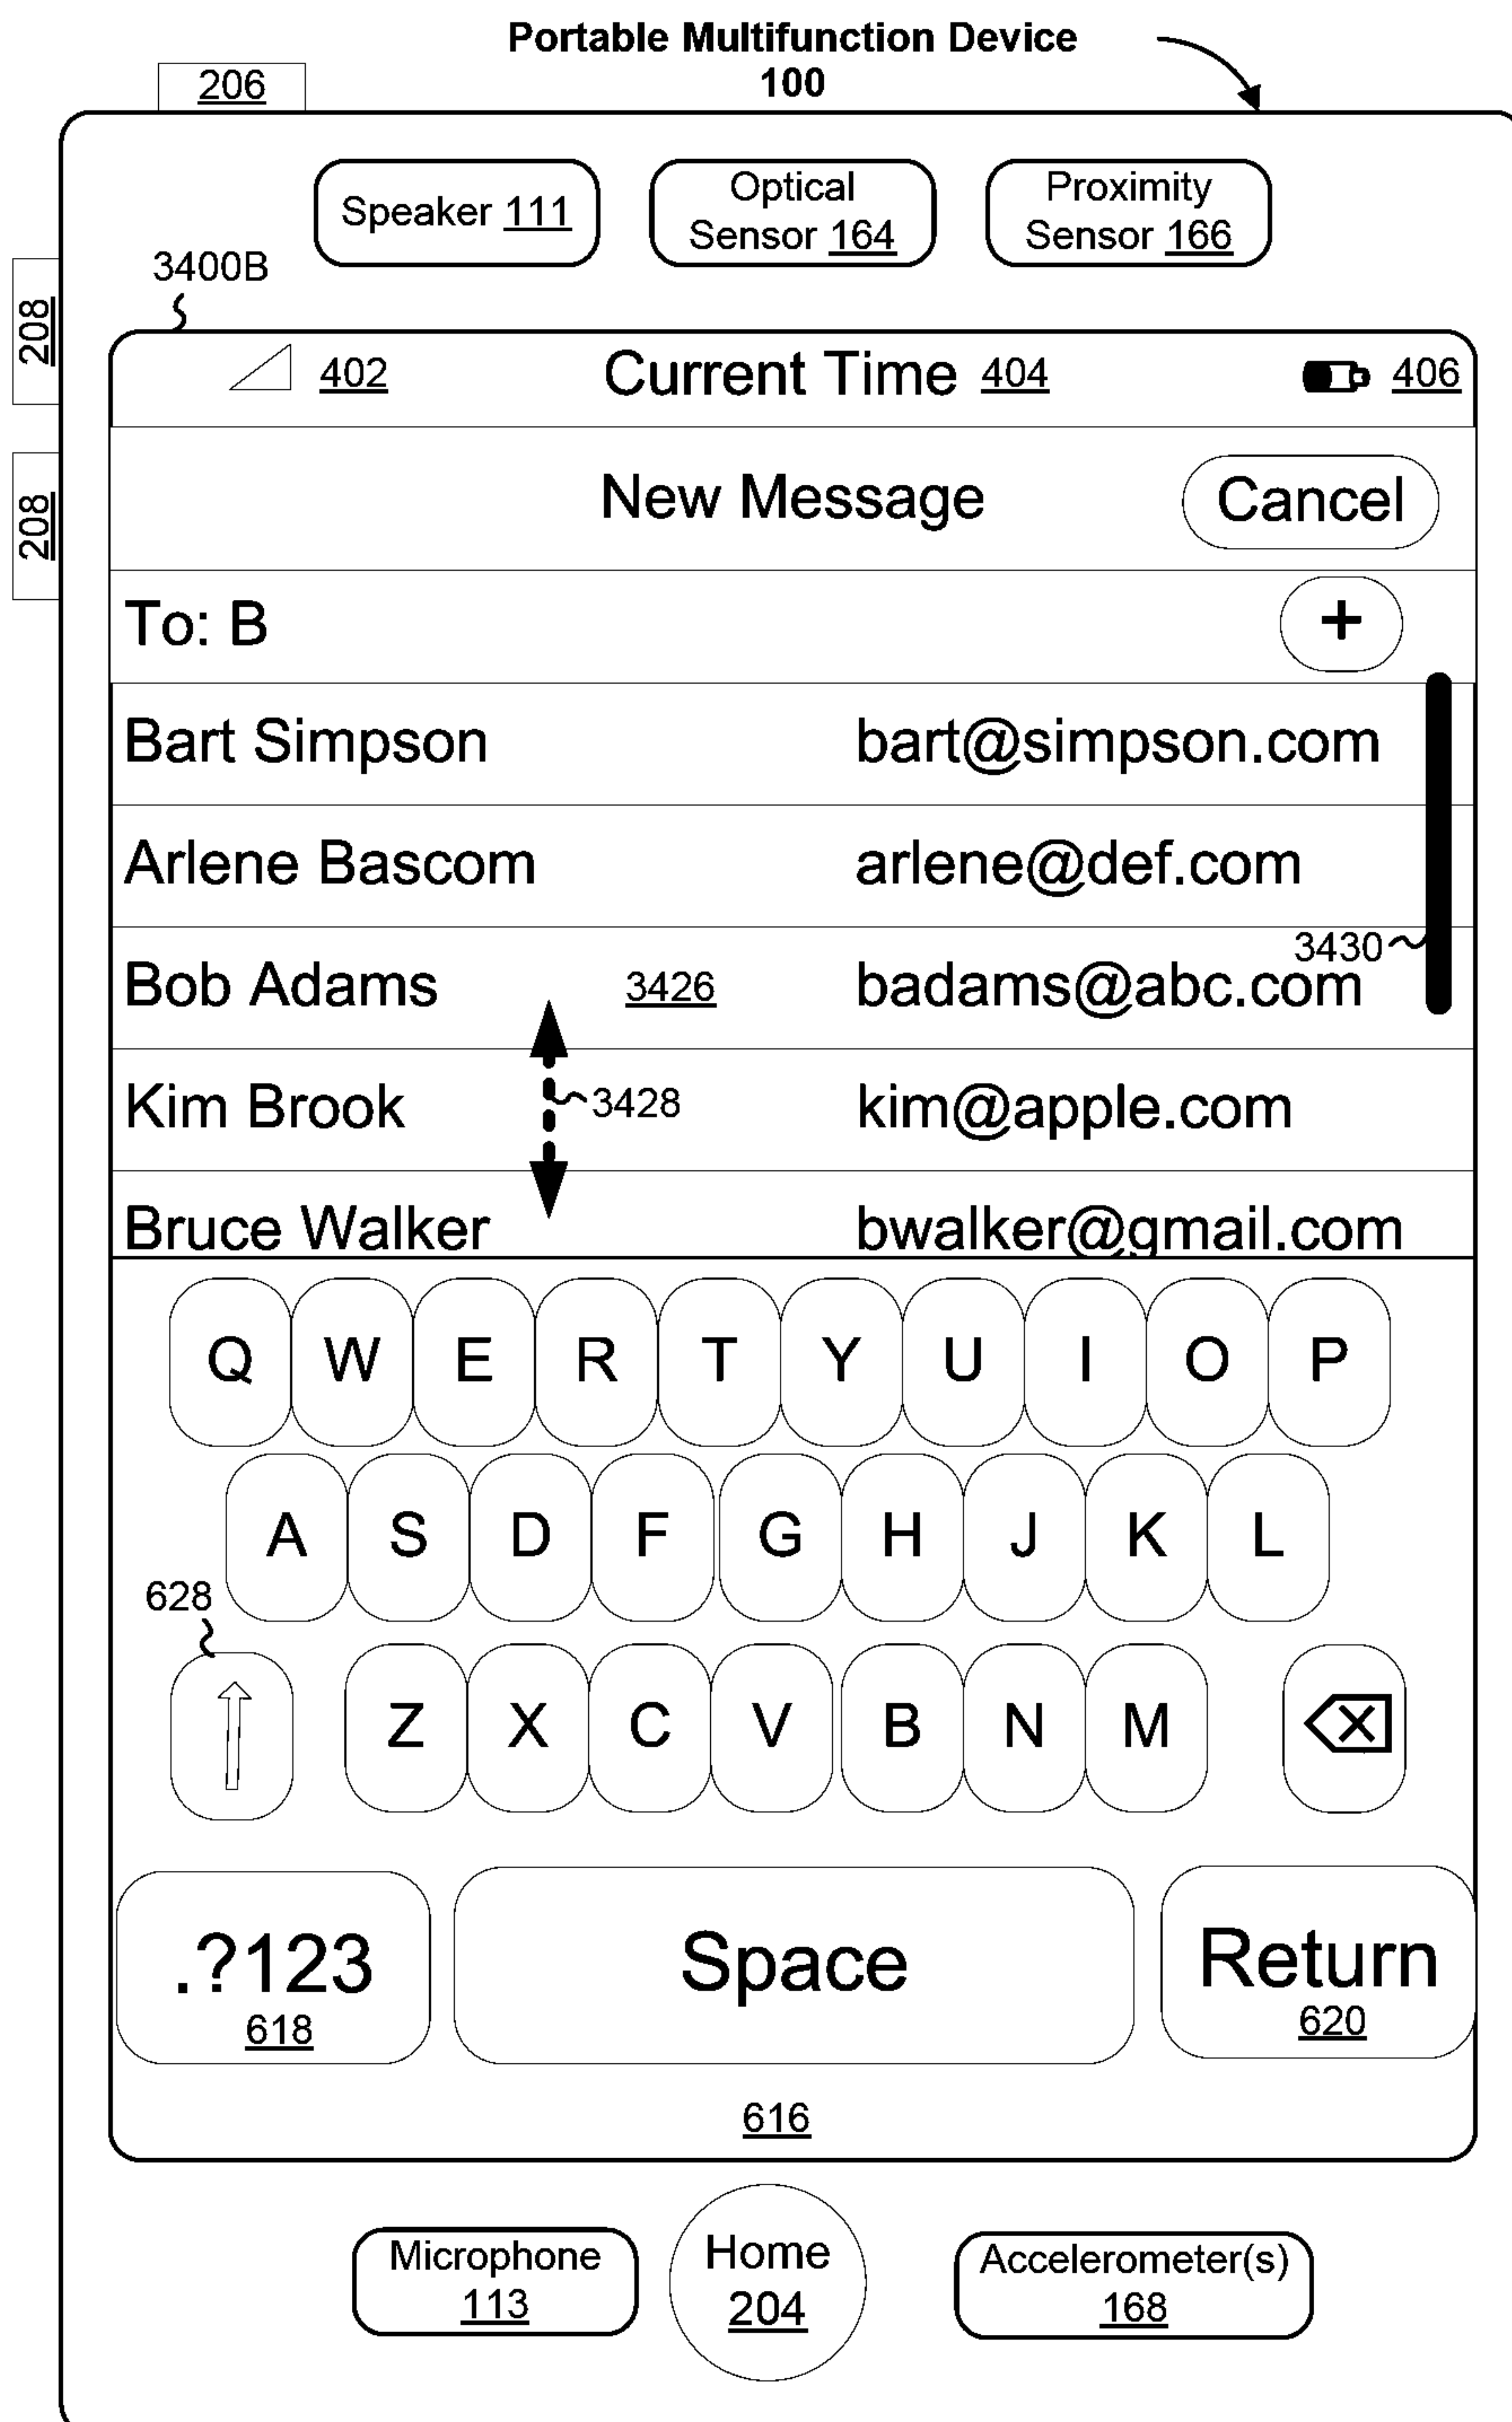 Portable Multifunction Device
100
206
Speaker 111
Optical
Sensor 164
Proximity
Sensor 166
3400B
208
208
402 Current Time 404 406
New Message Cancel
To: B +
Bart Simpson bart@simpson.com
Arlene Bascom arlene@def.com
3430
Bob Adams 3426 badams@abc.com
Kim Brook 3428 kim@apple.com
Bruce Walker bwalker@gmail.com
Q W E R T Y U I O P
A S D F G H J K L
628
Z X C V B N M
.?123 Space Return
618 620
616
Microphone
113
Home
204
Accelerometer(s)
168